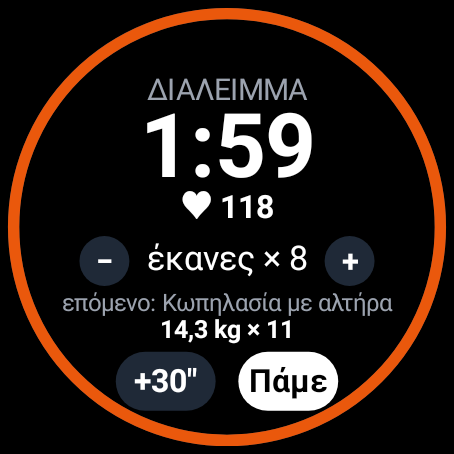 ΔΙΑΛΕΙΜΜΑ
1:59
♥ 118
− έκανες × 8 +
επόμενο: Κωπηλασία με αλτήρα
14,3 kg × 11
+30" Πάμε